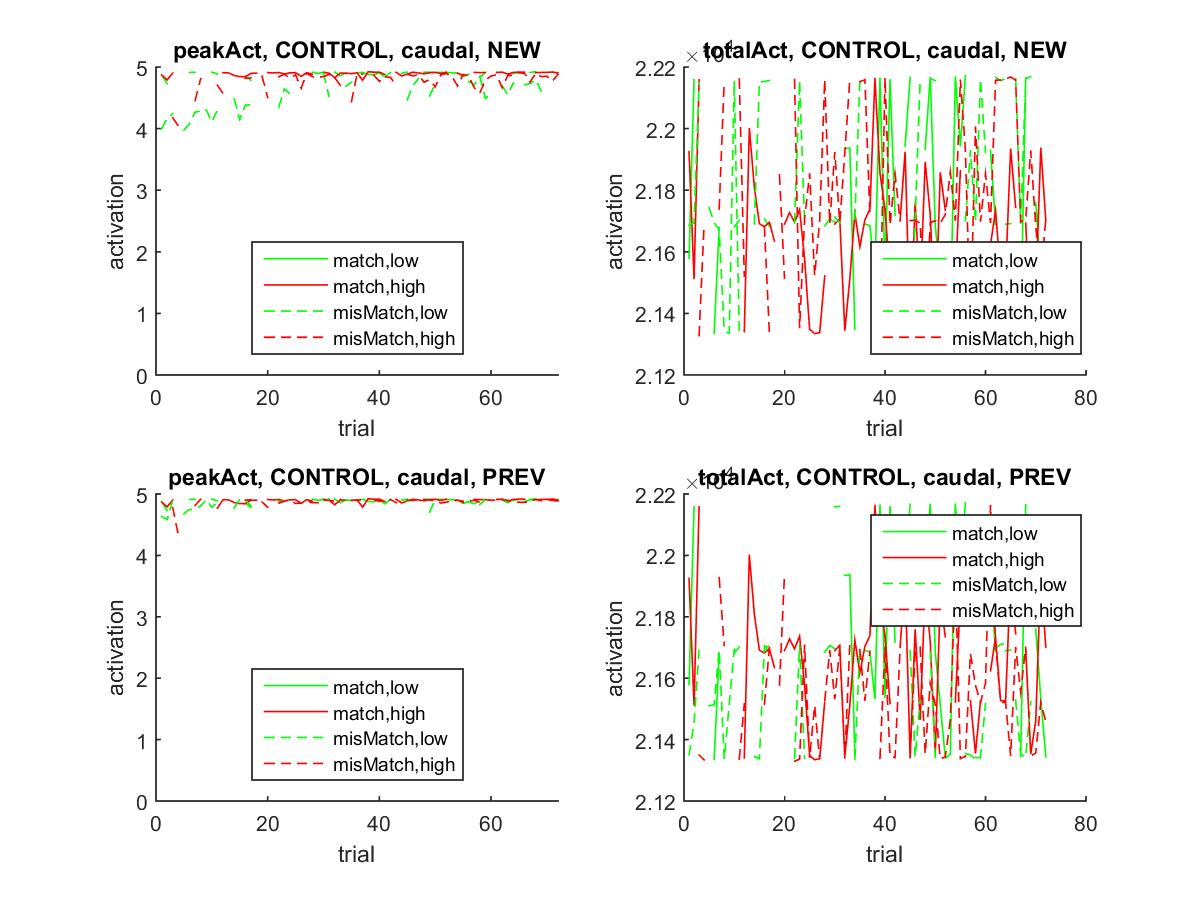 peakAct, CONTROL, caudal, NEW
activation
5
4
3
2
1
0
match,low
match,high
misMatch,low
misMatch,high
0 20 40 60
trial
× 10^4
totalAct, CONTROL, caudal, NEW
activation
2.22
2.2
2.18
2.16
2.14
2.12
match,low
match,high
misMatch,low
misMatch,high
0 20 40 60 80
trial
peakAct, CONTROL, caudal, PREV
activation
5
4
3
2
1
0
match,low
match,high
misMatch,low
misMatch,high
0 20 40 60
trial
× 10^4
totalAct, CONTROL, caudal, PREV
activation
2.22
2.2
2.18
2.16
2.14
2.12
match,low
match,high
misMatch,low
misMatch,high
0 20 40 60 80
trial